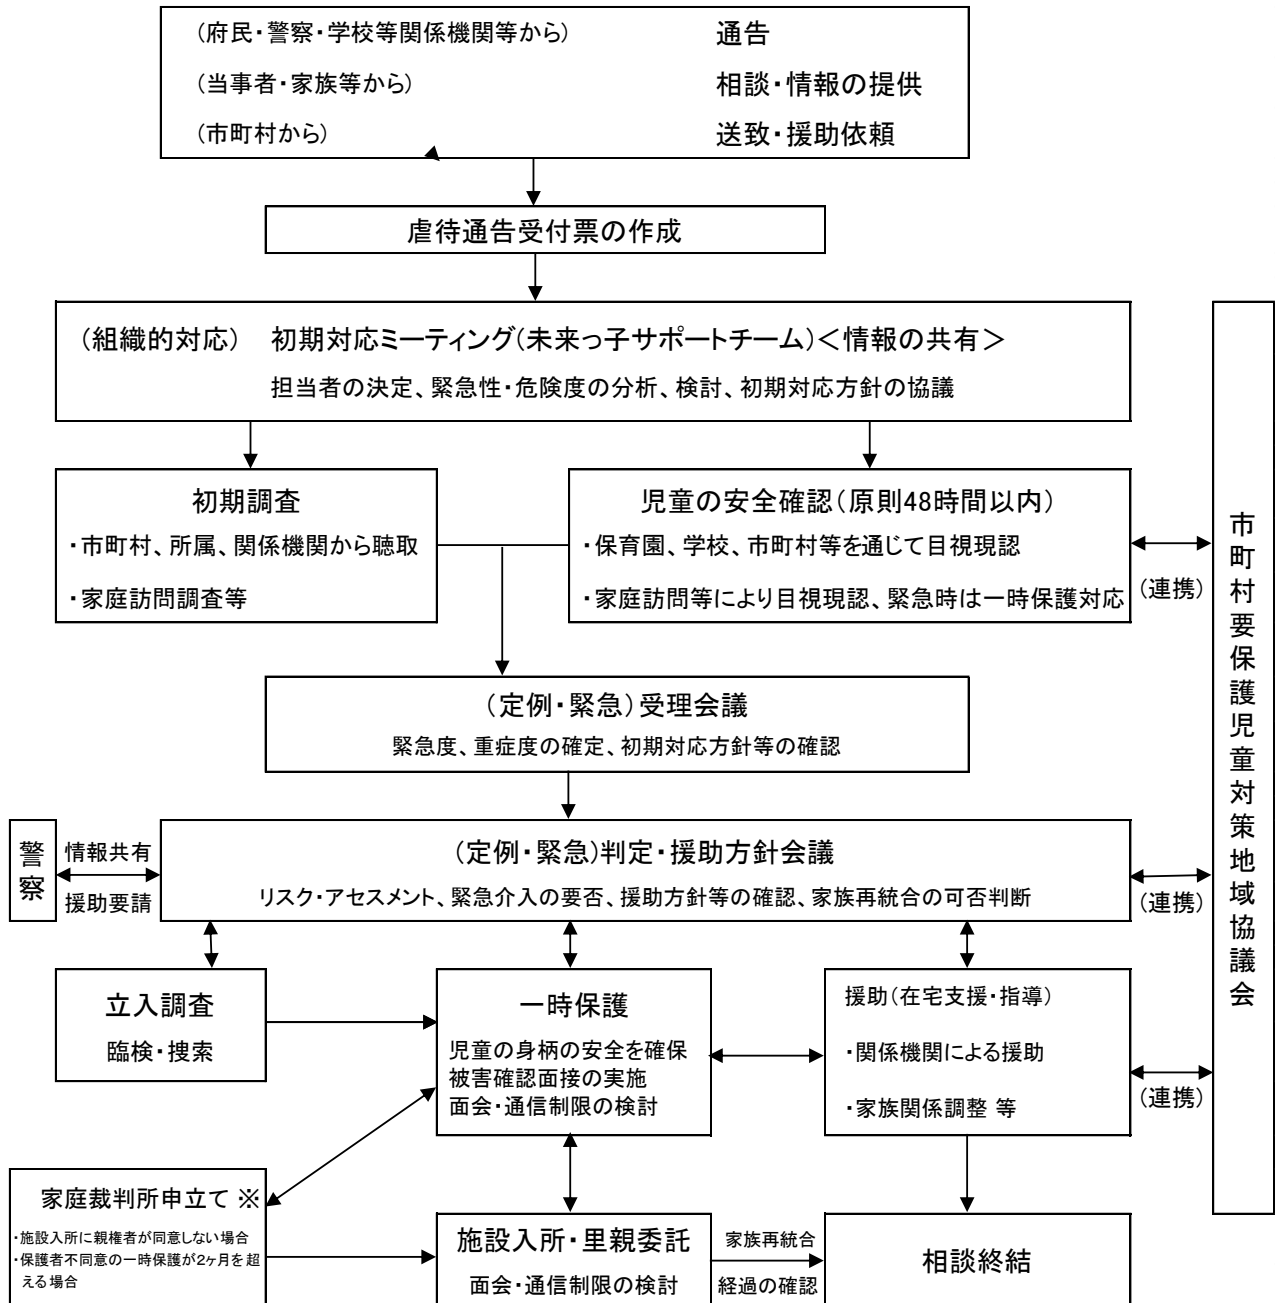 (府民・警察・学校等関係機関等から) 通告
(当事者・家族等から) 相談・情報の提供
(市町村から) 送致・援助依頼
虐待通告受付票の作成
(組織的対応) 初期対応ミーティング(未来っ子サポートチーム)＜情報の共有＞
担当者の決定、緊急性・危険度の分析、検討、初期対応方針の協議
初期調査
・市町村、所属、関係機関から聴取
・家庭訪問調査等
児童の安全確認(原則48時間以内)
・保育園、学校、市町村等を通じて目視現認
・家庭訪問等により目視現認、緊急時は一時保護対応
(連携)
市町村要保護児童対策地域協議会
(定例・緊急)受理会議
緊急度、重症度の確定、初期対応方針等の確認
警察
情報共有
援助要請
(定例・緊急)判定・援助方針会議
リスク・アセスメント、緊急介入の要否、援助方針等の確認、家族再統合の可否判断
(連携)
立入調査
臨検・捜索
一時保護
児童の身柄の安全を確保
被害確認面接の実施
面会・通信制限の検討
援助(在宅支援・指導)
・関係機関による援助
・家族関係調整 等
(連携)
家庭裁判所申立て ※
・施設入所に親権者が同意しない場合
・保護者不同意の一時保護が2ヶ月を超
える場合
施設入所・里親委託
面会・通信制限の検討
家族再統合
経過の確認
相談終結